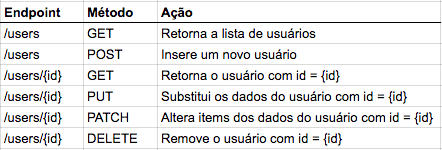 Endpoint Método Ação
/users GET Retorna a lista de usuários
/users POST Insere um novo usuário
/users/{id} GET Retorna o usuário com id = {id}
/users/{id} PUT Substitui os dados do usuário com id = {id}
/users/{id} PATCH Altera items dos dados do usuário com id = {id}
/users/{id} DELETE Remove o usuário com id = {id}